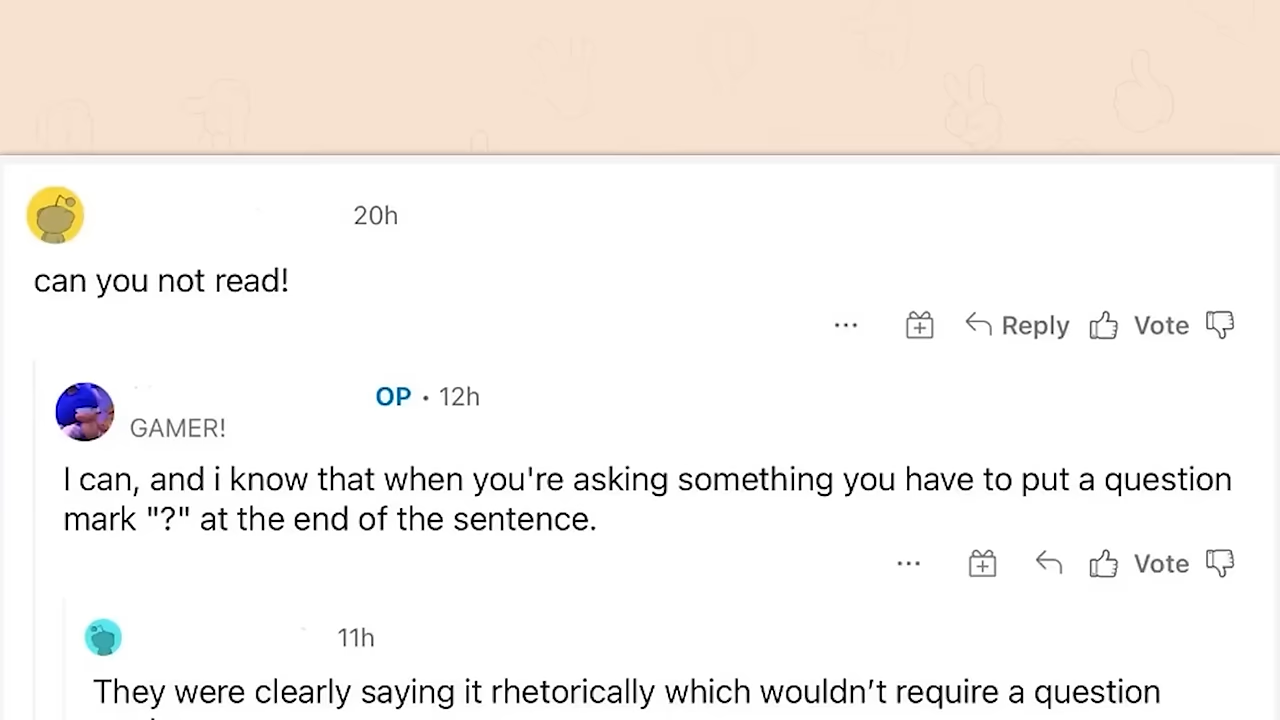 20h
can you not read!
... Reply Vote
OP · 12h
GAMER!
I can, and i know that when you're asking something you have to put a question
mark "?" at the end of the sentence.
... Vote
11h
They were clearly saying it rhetorically which wouldn't require a question